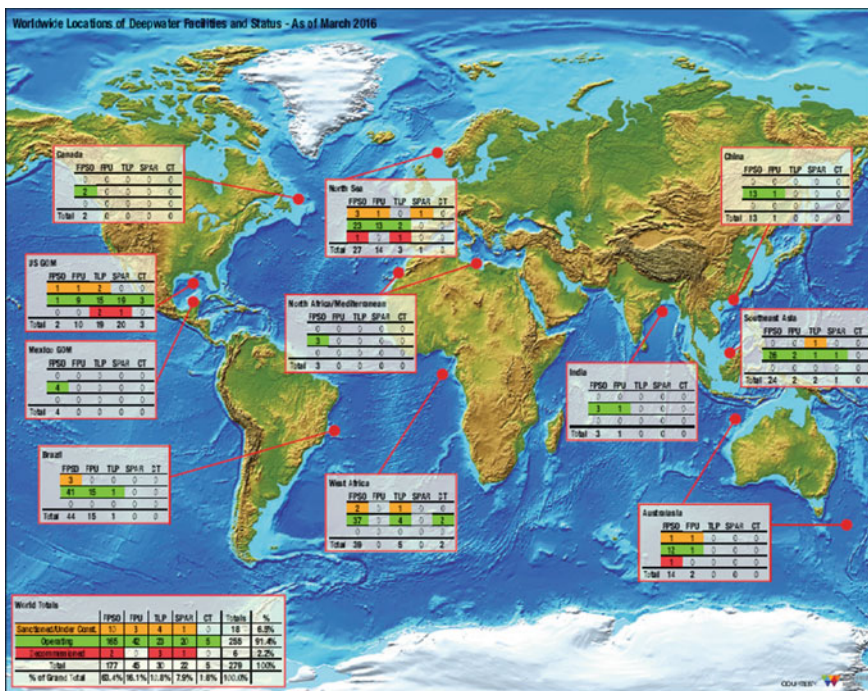 Worldwide Locations of Deepwater Facilities and Status - As of March 2016
Canada
FPSO FPU TLP SPAR CT
0 0 0 0 0
2 0 0 0 0
0 0 0 0 0
Total 2 0 0 0 0
North Sea
FPSO FPU TLP SPAR CT
3 1 0 1 0
23 13 2 0 0
1 0 1 0 0
Total 27 14 3 1
China
FPSO FPU TLP SPAR CT
0 0 0 0 0
13 1 0 0 0
0 0 0 0 0
Total 13 1 0 0 0
US GOM
FPSO FPU TLP SPAR CT
1 1 2 0 0
1 9 15 19 3
0 0 2 1 0
Total 2 10 19 20 3
North Africa/Mediterranean
FPSO FPU TLP SPAR CT
0 0 0 0 0
3 0 0 0 0
0 0 0 0 0
Total 3 0 0 0 0
Southeast Asia
FPSO FPU TLP SPAR CT
0 0 1 0 0
26 2 1 1 0
0 0 0 0 0
Total 24 2 2 1 0
Mexico GOM
FPSO FPU TLP SPAR CT
0 0 0 0 0
4 0 0 0 0
0 0 0 0 0
Total 4 0 0 0 0
India
FPSO FPU TLP SPAR CT
0 0 0 0 0
3 1 0 0 0
0 0 0 0 0
Total 3 1 0 0 0
Brazil
FPSO FPU TLP SPAR CT
3 0 0 0 0
41 15 1 0 0
0 0 0 0 0
Total 44 15 1 0 0
West Africa
FPSO FPU TLP SPAR CT
2 0 1 0 0
37 0 4 0 2
0 0 0 0 0
Total 39 0 5 0 2
Australasia
FPSO FPU TLP SPAR CT
1 1 0 0 0
12 1 0 0 0
1 0 0 0 0
Total 14 2 0 0 0
World Totals
FPSO FPU TLP SPAR CT Totals %
Sanctioned/Under Const. 10 3 4 1 0 18 6.5%
Operating 165 42 23 20 5 255 91.4%
Decommissioned 2 0 3 1 0 6 2.2%
Total 177 45 30 22 5 279 100%
% of Grand Total 63.4% 16.1% 10.8% 7.9% 1.8% 100.0%
COURTESY: